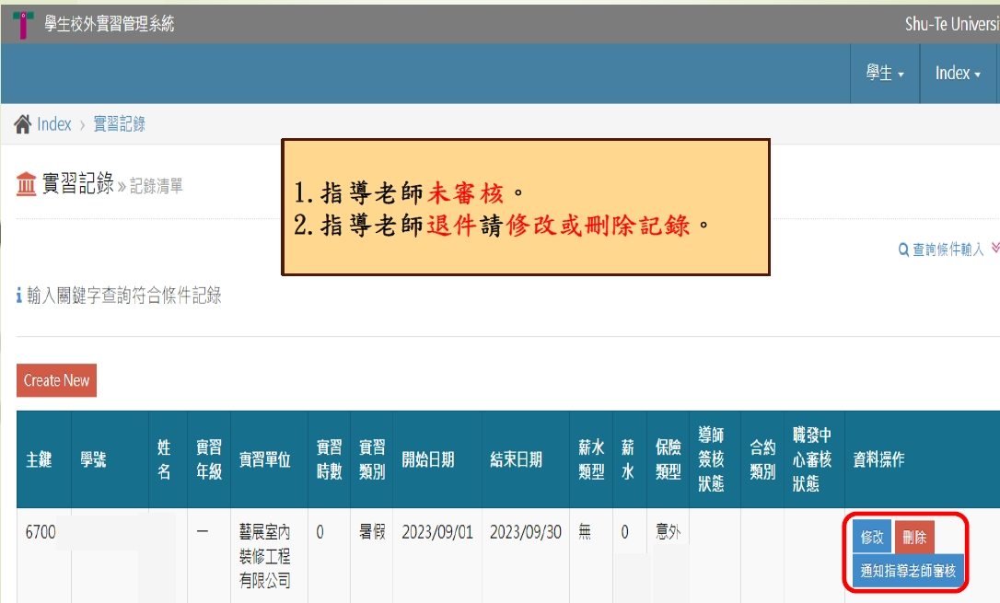 學生校外實習管理系統
Shu-Te Universi
學生
Index
Index > 實習記錄
實習記錄 » 記錄清單
1.指導老師未審核。
2.指導老師退件請修改或刪除記錄。
查詢條件輸入
輸入關鍵字查詢符合條件記錄
Create New
主鍵 學號 姓名 實習年級 實習單位 實習時數 實習類別 開始日期 結束日期 薪水類型 薪水 保險類型 導師簽核狀態 合約類別 職發中心審核狀態 資料操作
6700 一 藝展室內裝修工程有限公司 0 暑假 2023/09/01 2023/09/30 無 0 意外 修改 刪除
通知指導老師審核